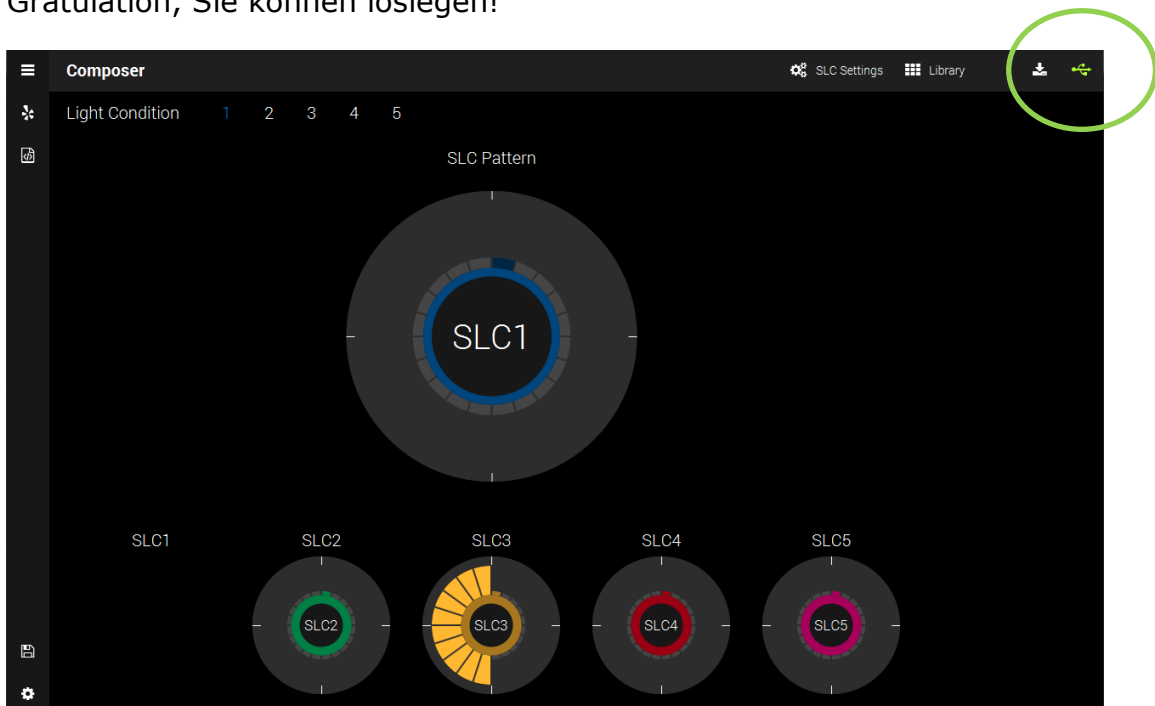 Gratulation, Sie können loslegen!
Composer
SLC Settings
Library
Light Condition 1 2 3 4 5
SLC Pattern
SLC1
SLC1 SLC2 SLC3 SLC4 SLC5
SLC2 SLC3 SLC4 SLC5